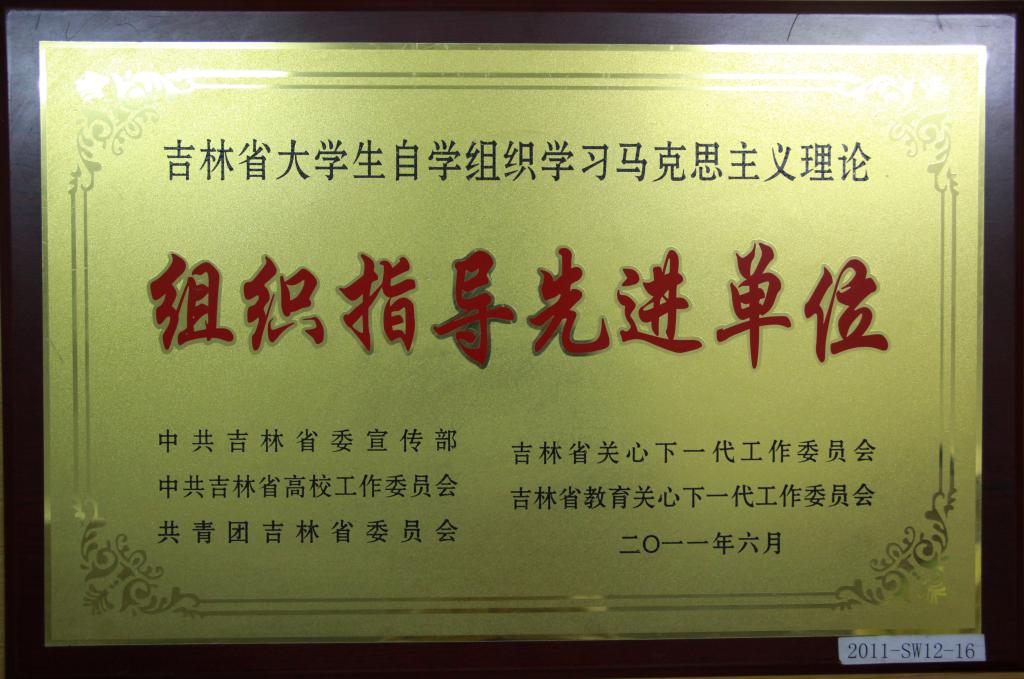 吉林省大学生自学组织学习马克思主义理论
组织指导先进单位
中共吉林省委宣传部
中共吉林省高校工作委员会
共青团吉林省委员会
吉林省关心下一代工作委员会
吉林省教育关心下一代工作委员会
二〇一一年六月
2011-SW12-16